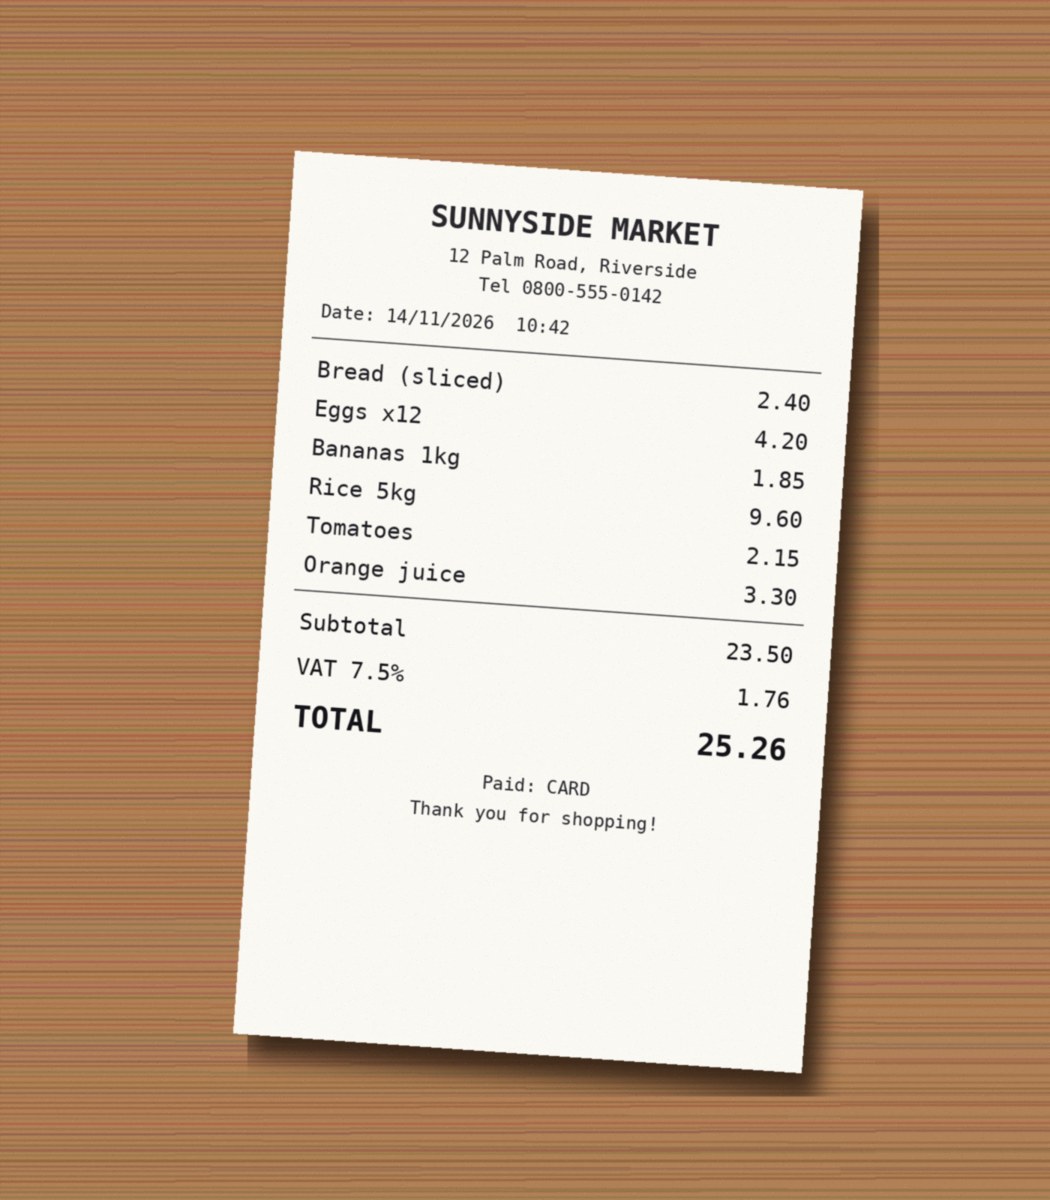 SUNNYSIDE MARKET
12 Palm Road, Riverside
Tel 0800-555-0142
Date: 14/11/2026  10:42
Bread (sliced) 2.40
Eggs x12 4.20
Bananas 1kg 1.85
Rice 5kg 9.60
Tomatoes 2.15
Orange juice 3.30
Subtotal 23.50
VAT 7.5% 1.76
TOTAL 25.26
Paid: CARD
Thank you for shopping!